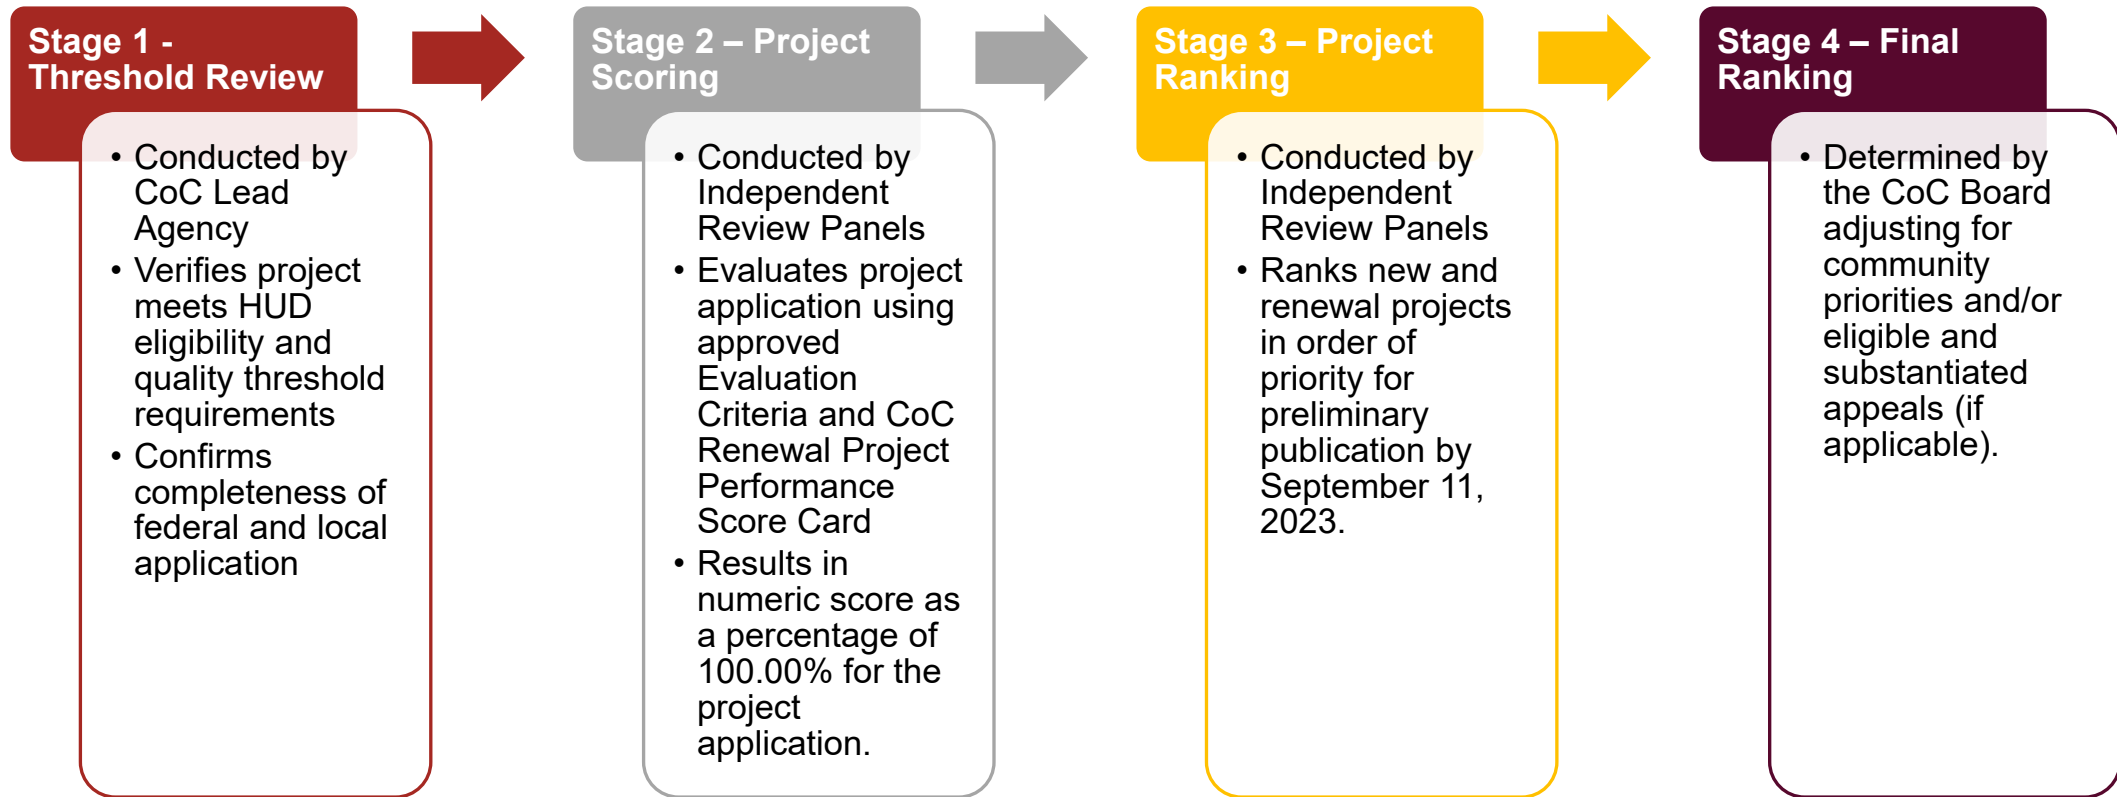 Stage 1 -
Threshold Review
• Conducted by
CoC Lead
Agency
• Verifies project
meets HUD
eligibility and
quality threshold
requirements
• Confirms
completeness of
federal and local
application
Stage 2 – Project
Scoring
• Conducted by
Independent
Review Panels
• Evaluates project
application using
approved
Evaluation
Criteria and CoC
Renewal Project
Performance
Score Card
• Results in
numeric score as
a percentage of
100.00% for the
project
application.
Stage 3 – Project
Ranking
• Conducted by
Independent
Review Panels
• Ranks new and
renewal projects
in order of
priority for
preliminary
publication by
September 11,
2023.
Stage 4 – Final
Ranking
• Determined by
the CoC Board
adjusting for
community
priorities and/or
eligible and
substantiated
appeals (if
applicable).